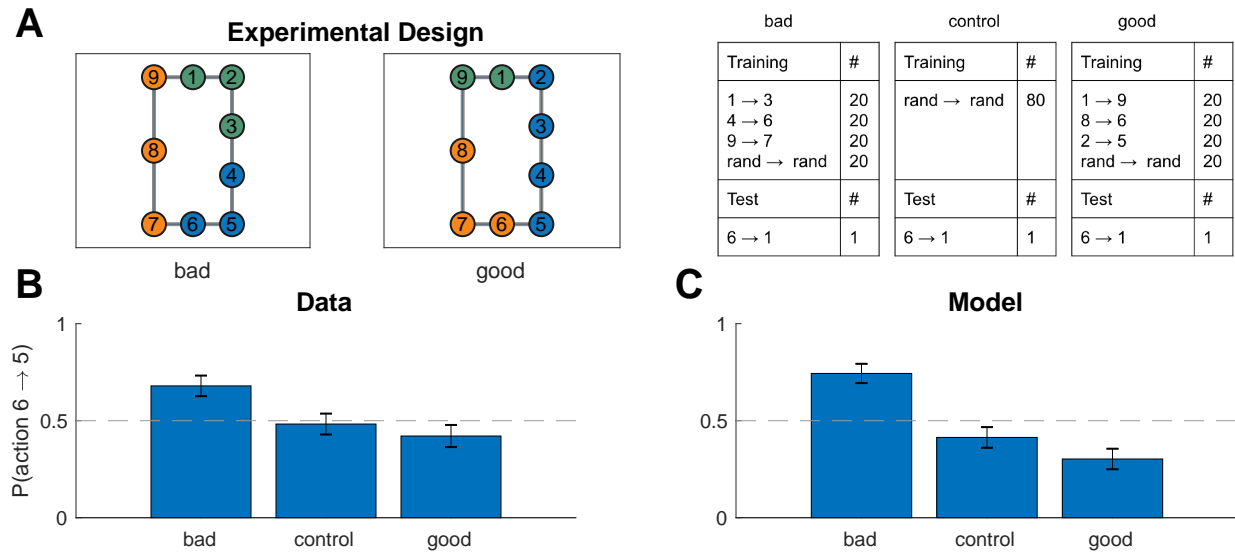 A
Experimental Design
9 1 2
3
8
4
7 6 5
bad
9 1 2
3
8
4
7 6 5
good
bad
Training #
1 → 3 20
4 → 6 20
9 → 7 20
rand → rand 20
Test #
6 → 1 1
control
Training #
rand → rand 80
Test #
6 → 1 1
good
Training #
1 → 9 20
8 → 6 20
2 → 5 20
rand → rand 20
Test #
6 → 1 1
B
Data
P(action 6 → 5)
1
0.5
0
bad control good
C
Model
1
0.5
0
bad control good